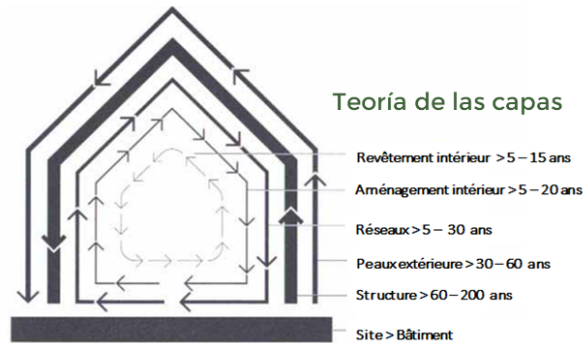 Teoría de las capas
Revêtement intérieur > 5 – 15 ans
Aménagement intérieur > 5 – 20 ans
Réseaux > 5 – 30 ans
Peaux extérieure > 30 – 60 ans
Structure > 60 – 200 ans
Site > Bâtiment